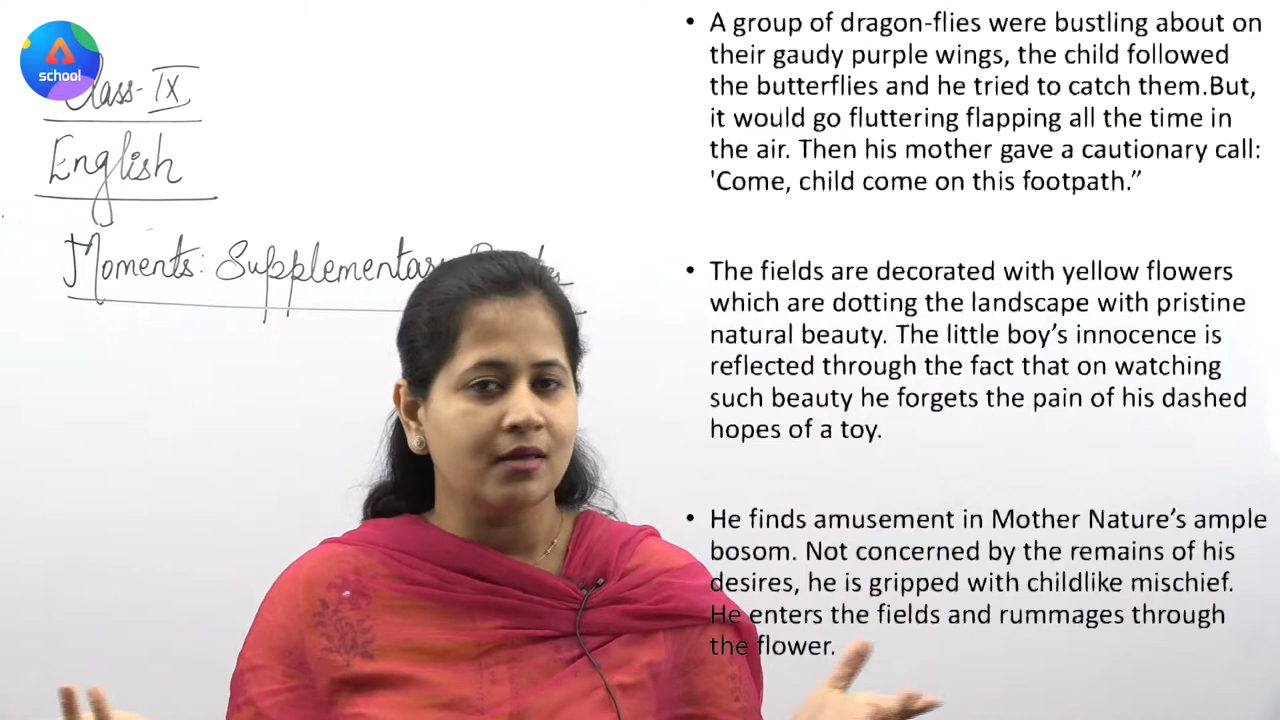 school
Class- IX
English
Moments: Supplementary
• A group of dragon-flies were bustling about on
their gaudy purple wings, the child followed
the butterflies and he tried to catch them.But,
it would go fluttering flapping all the time in
the air. Then his mother gave a cautionary call:
'Come, child come on this footpath.”
• The fields are decorated with yellow flowers
which are dotting the landscape with pristine
natural beauty. The little boy’s innocence is
reflected through the fact that on watching
such beauty he forgets the pain of his dashed
hopes of a toy.
• He finds amusement in Mother Nature’s ample
bosom. Not concerned by the remains of his
desires, he is gripped with childlike mischief.
He enters the fields and rummages through
the flower.